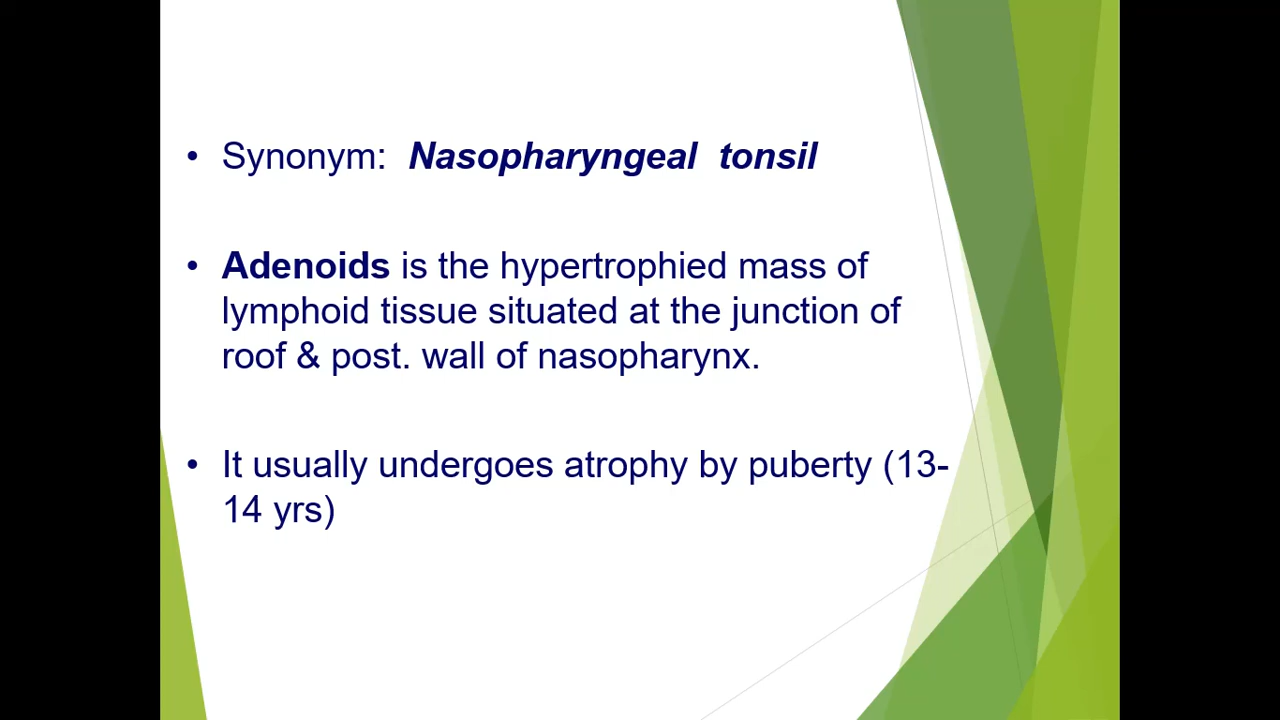 • Synonym: Nasopharyngeal tonsil
• Adenoids is the hypertrophied mass of
lymphoid tissue situated at the junction of
roof & post. wall of nasopharynx.
• It usually undergoes atrophy by puberty (13-
14 yrs)